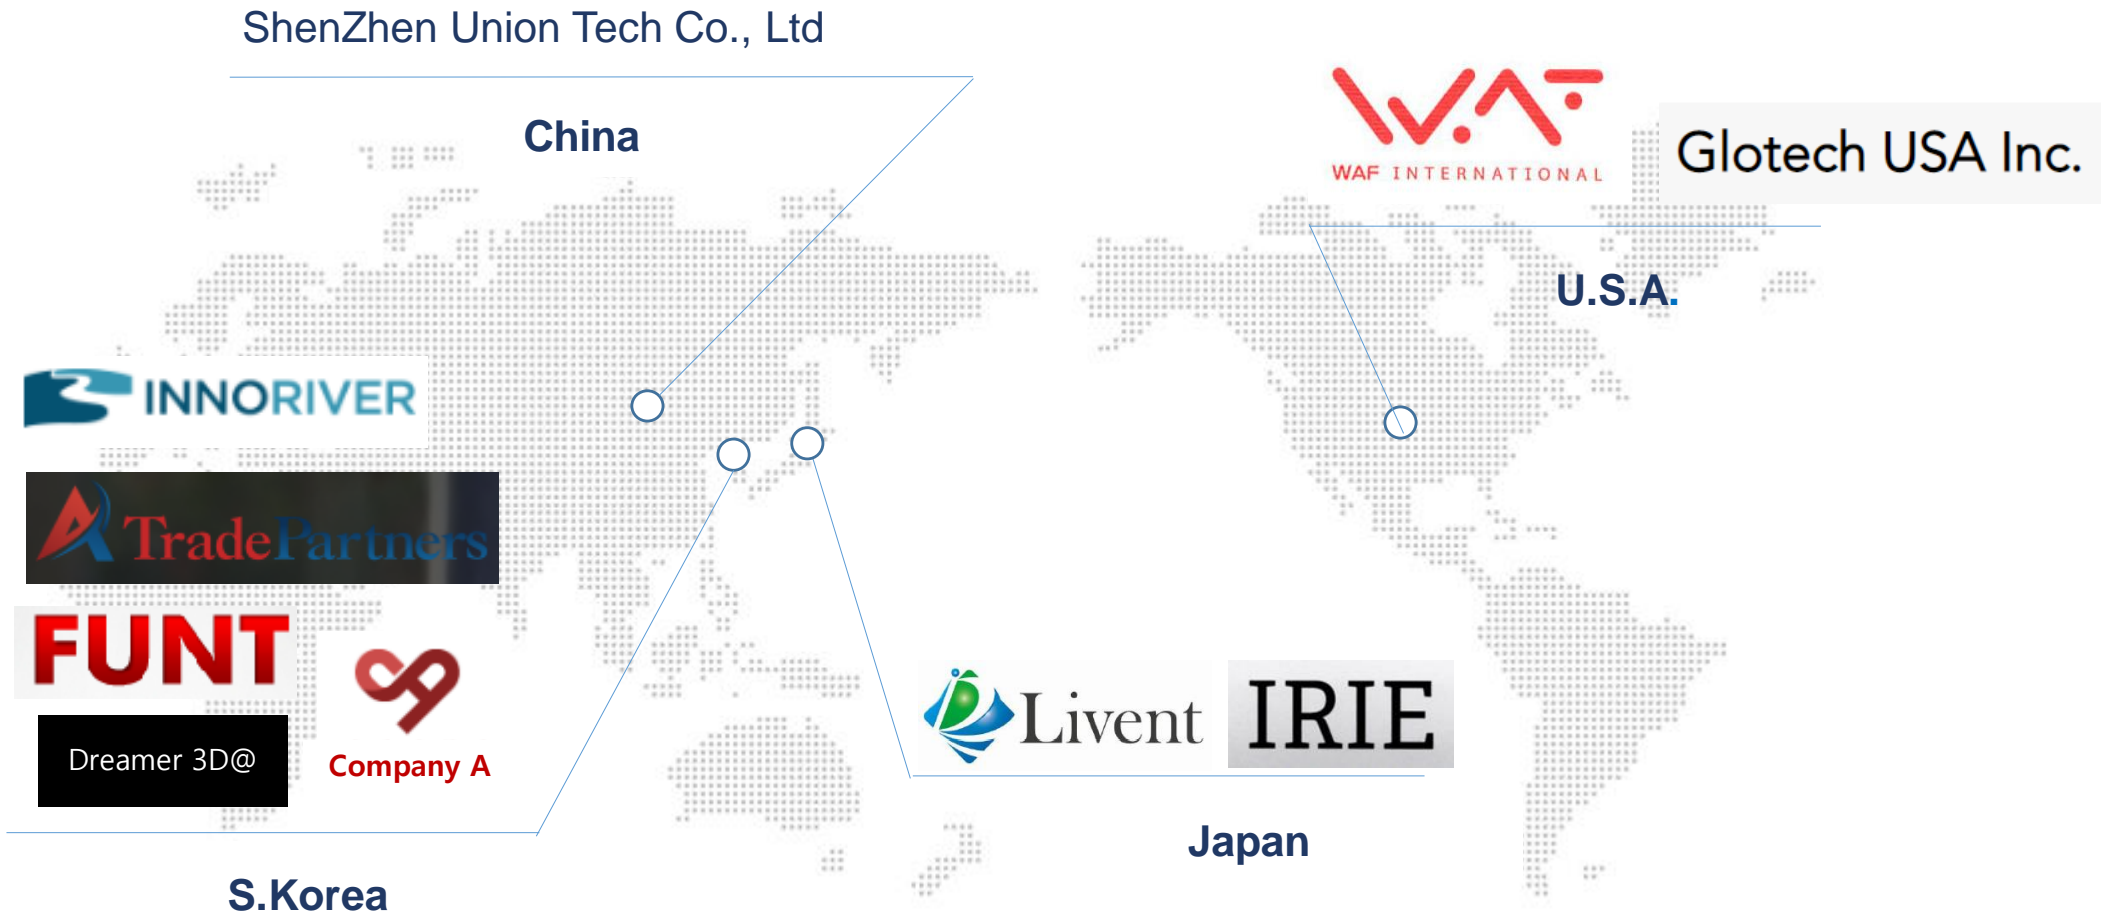 ShenZhen Union Tech Co., Ltd
China
WAF INTERNATIONAL
Glotech USA Inc.
U.S.A.
INNORIVER
TradePartners
FUNT
Dreamer 3D@
Company A
S.Korea
Livent
IRIE
Japan